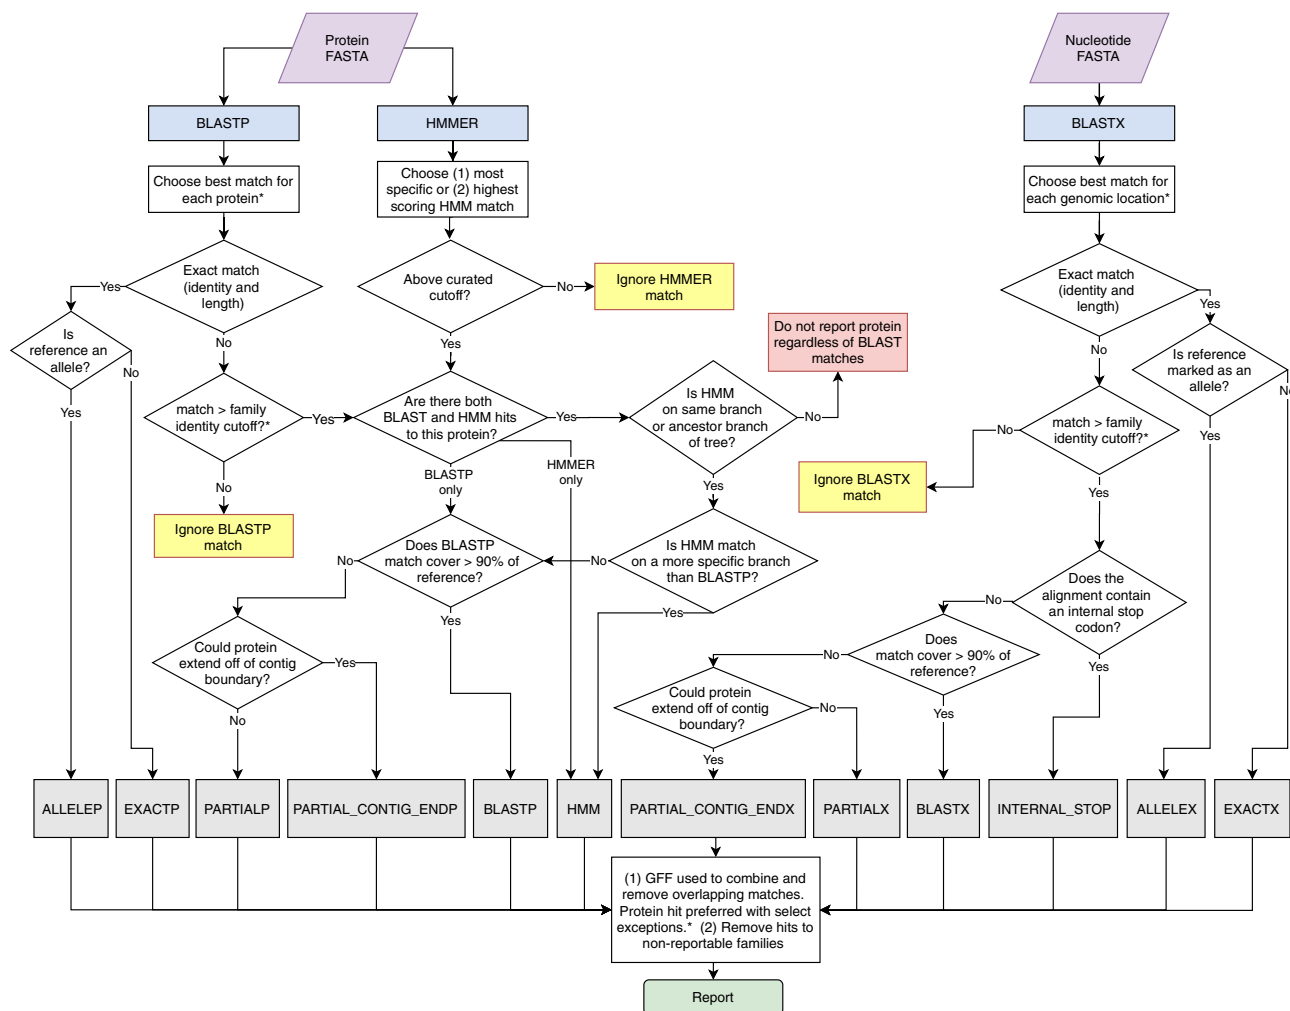 Protein
FASTA
Nucleotide
FASTA
BLASTP
HMMER
BLASTX
Choose best match for
each protein*
Choose (1) most
specific or (2) highest
scoring HMM match
Choose best match for
each genomic location*
Exact match
(identity and
length)
Yes
No
Above curated
cutoff?
No
Yes
Ignore HMMER
match
Exact match
(identity and
length)
Yes
No
Is
reference an
allele?
No
Yes
Do not report protein
regardless of BLAST
matches
Is reference
marked as an
allele?
No
Yes
match > family
identity cutoff?*
Yes
No
Are there both
BLAST and HMM hits
to this protein?
Yes
BLASTP
only
HMMER
only
Is HMM
on same branch
or ancestor branch
of tree?
No
Yes
match > family
identity cutoff?*
No
Yes
Ignore BLASTX
match
Ignore BLASTP
match
Does BLASTP
match cover > 90% of
reference?
No
Yes
Is HMM match
on a more specific branch
than BLASTP?
No
Yes
Does the
alignment contain
an internal stop
codon?
No
Yes
Could protein
extend off of contig
boundary?
Yes
No
Does
match cover > 90% of
reference?
No
Yes
Could protein
extend off of contig
boundary?
No
Yes
ALLELEP
EXACTP
PARTIALP
PARTIAL_CONTIG_ENDP
BLASTP
HMM
PARTIAL_CONTIG_ENDX
PARTIALX
BLASTX
INTERNAL_STOP
ALLELEX
EXACTX
(1) GFF used to combine and
remove overlapping matches.
Protein hit preferred with select
exceptions.* (2) Remove hits to
non-reportable families
Report